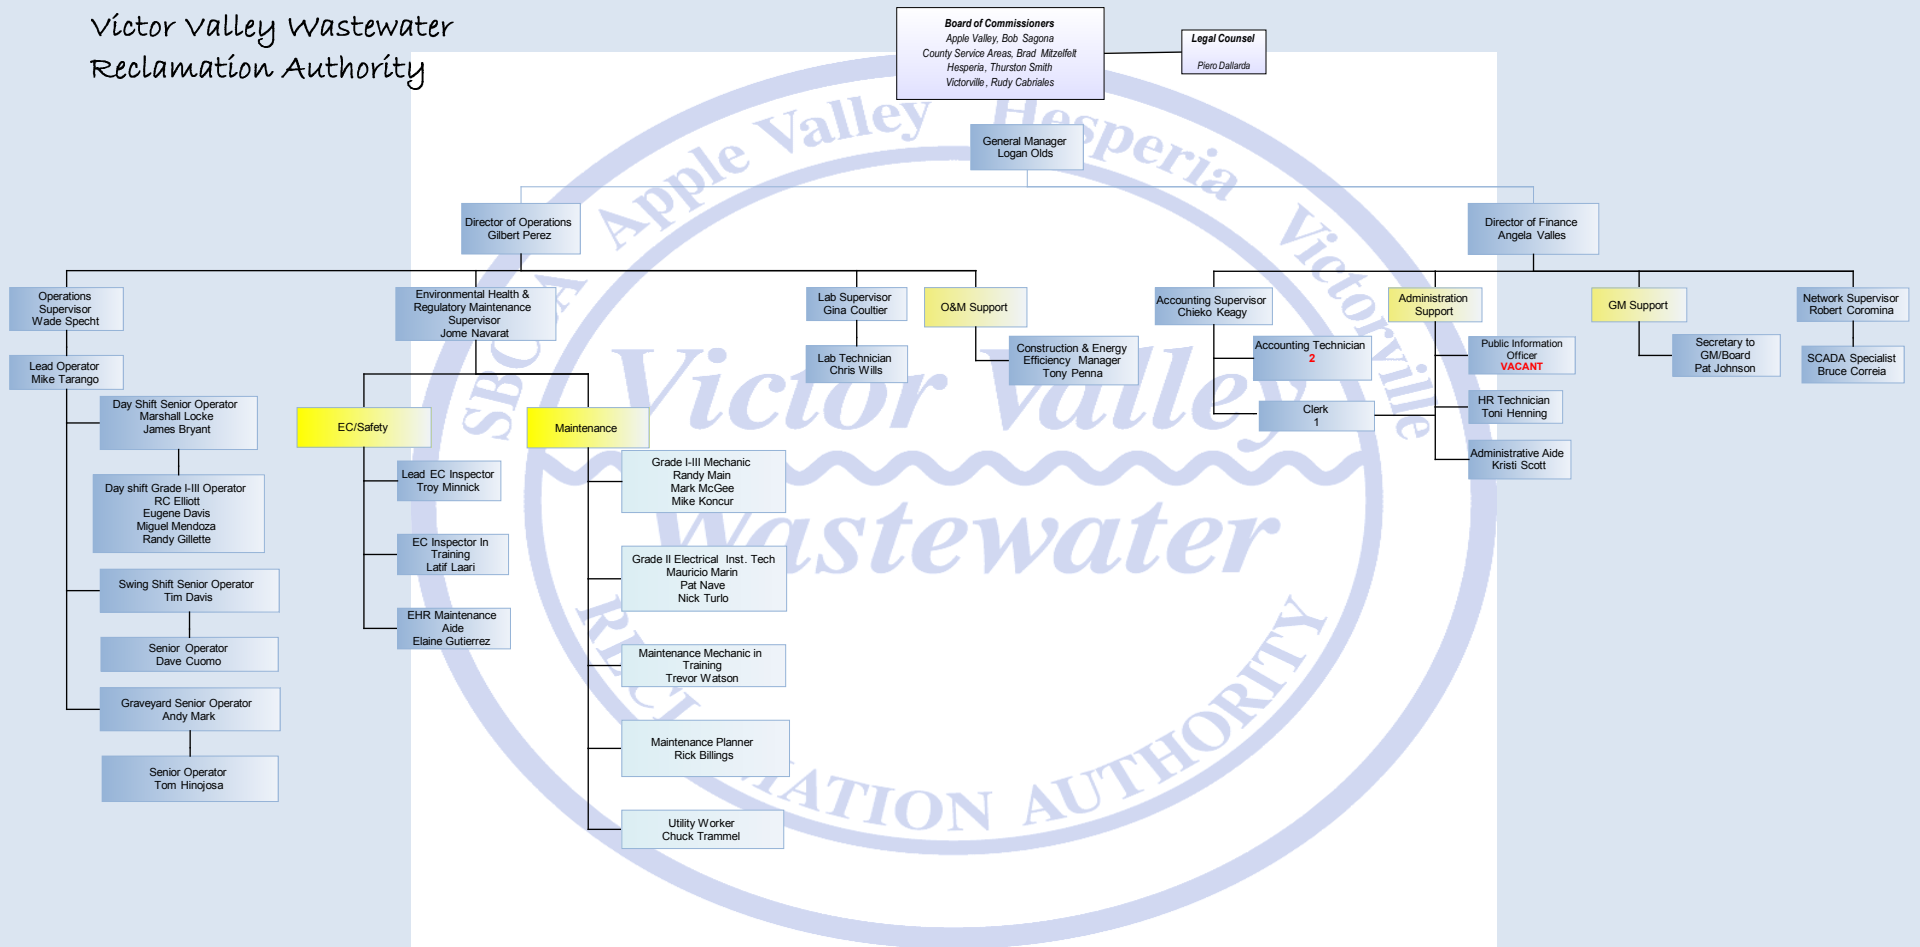 Victor Valley Wastewater
Reclamation Authority
Board of Commissioners
Apple Valley, Bob Sagona
County Service Areas, Brad Mitzelfelt
Hesperia, Thurston Smith
Victorville, Rudy Cabriales
Legal Counsel
Piero Dallarda
General Manager
Logan Olds
Director of Operations
Gilbert Perez
Director of Finance
Angela Valles
Operations
Supervisor
Wade Specht
Environmental Health &
Regulatory Maintenance
Supervisor
Jome Navarat
Lab Supervisor
Gina Coultier
O&M Support
Accounting Supervisor
Chieko Keagy
Administration
Support
GM Support
Network Supervisor
Robert Coromina
Lead Operator
Mike Tarango
Lab Technician
Chris Wills
Construction & Energy
Efficiency Manager
Tony Penna
Accounting Technician
2
Public Information
Officer
VACANT
Secretary to
GM/Board
Pat Johnson
SCADA Specialist
Bruce Correia
Day Shift Senior Operator
Marshall Locke
James Bryant
EC/Safety
Maintenance
Clerk
1
HR Technician
Toni Henning
Administrative Aide
Kristi Scott
Day shift Grade I-III Operator
RC Elliott
Eugene Davis
Miguel Mendoza
Randy Gillette
Lead EC Inspector
Troy Minnick
Grade I-III Mechanic
Randy Main
Mark McGee
Mike Koncur
EC Inspector In
Training
Latif Laari
Grade II Electrical Inst. Tech
Mauricio Marin
Pat Nave
Nick Turlo
Swing Shift Senior Operator
Tim Davis
EHR Maintenance
Aide
Elaine Gutierrez
Senior Operator
Dave Cuomo
Maintenance Mechanic in
Training
Trevor Watson
Graveyard Senior Operator
Andy Mark
Maintenance Planner
Rick Billings
Senior Operator
Tom Hinojosa
Utility Worker
Chuck Trammel
Apple Valley Hesperia Victorville
Victor Valley
Wastewater
AUTHORITY